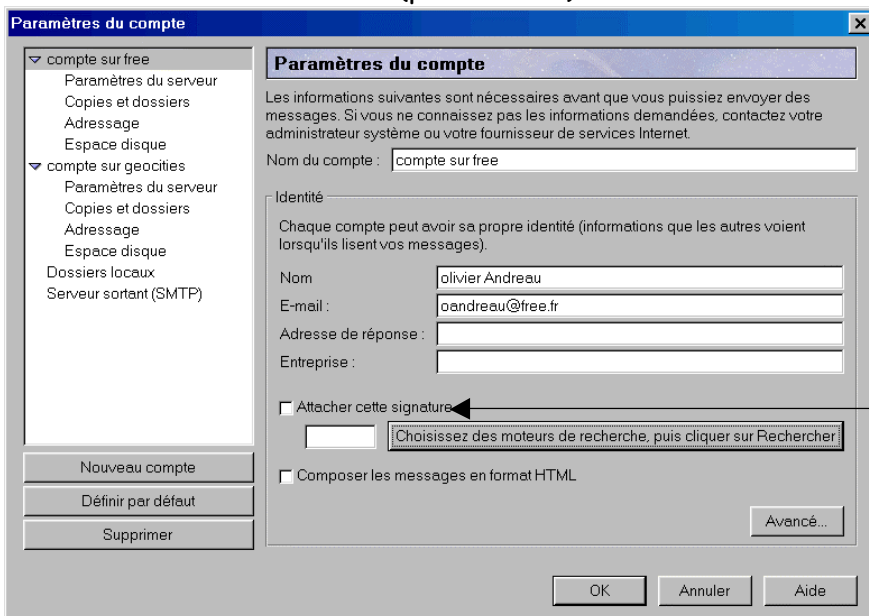 Paramètres du compte
compte sur free
Paramètres du serveur
Copies et dossiers
Adressage
Espace disque
compte sur geocities
Paramètres du serveur
Copies et dossiers
Adressage
Espace disque
Dossiers locaux
Serveur sortant (SMTP)
Nouveau compte
Définir par défaut
Supprimer
Paramètres du compte
Les informations suivantes sont nécessaires avant que vous puissiez envoyer des
messages. Si vous ne connaissez pas les informations demandées, contactez votre
administrateur système ou votre fournisseur de services Internet.
Nom du compte : compte sur free
Identité
Chaque compte peut avoir sa propre identité (informations que les autres voient
lorsqu'ils lisent vos messages).
Nom olivier Andreau
E-mail : oandreau@free.fr
Adresse de réponse :
Entreprise :
Attacher cette signature
Choisissez des moteurs de recherche, puis cliquer sur Rechercher
Composer les messages en format HTML
Avancé...
OK Annuler Aide